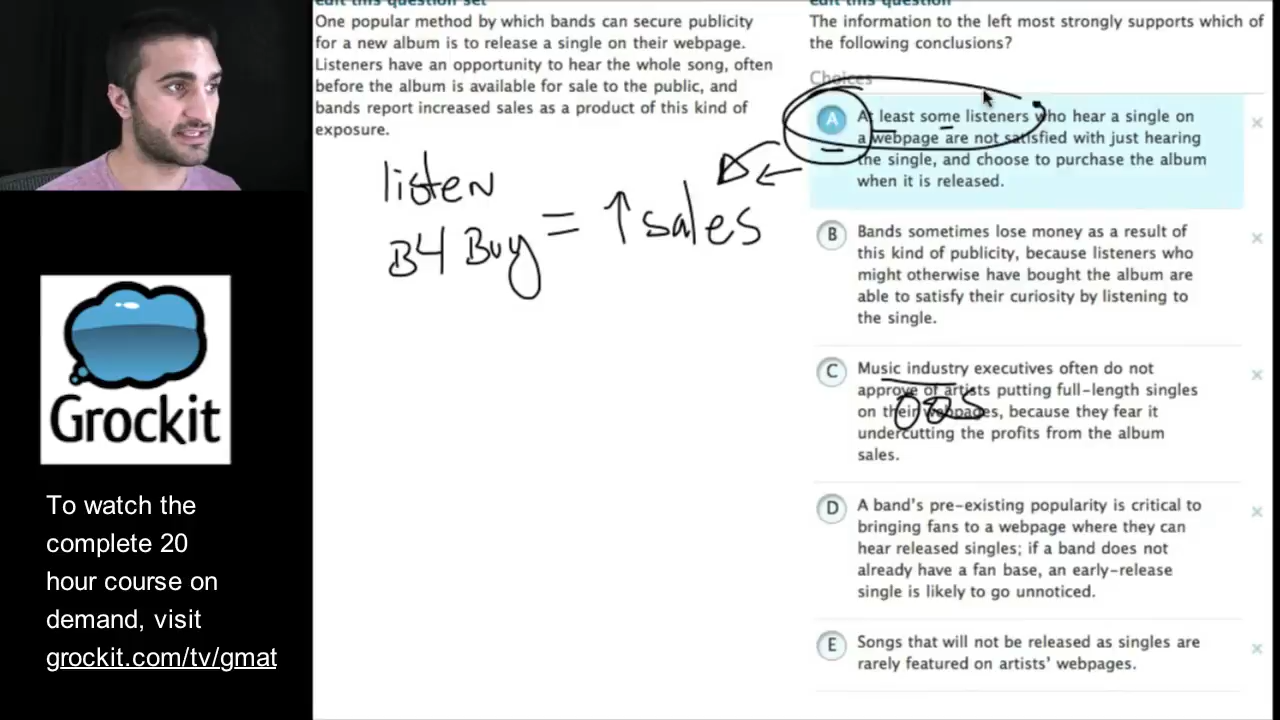 edit this question set
One popular method by which bands can secure publicity
for a new album is to release a single on their webpage.
Listeners have an opportunity to hear the whole song, often
before the album is available for sale to the public, and
bands report increased sales as a product of this kind of
exposure.
listen
B4 Buy = ↑ sales
Grockit
To watch the
complete 20
hour course on
demand, visit
grockit.com/tv/gmat
edit this question
The information to the left most strongly supports which of
the following conclusions?
Choices
A At least some listeners who hear a single on
a webpage are not satisfied with just hearing
the single, and choose to purchase the album
when it is released.
B Bands sometimes lose money as a result of
this kind of publicity, because listeners who
might otherwise have bought the album are
able to satisfy their curiosity by listening to
the single.
C Music industry executives often do not
approve of artists putting full-length singles
on their webpages, because they fear it
undercutting the profits from the album
sales.
OOS
D A band's pre-existing popularity is critical to
bringing fans to a webpage where they can
hear released singles; if a band does not
already have a fan base, an early-release
single is likely to go unnoticed.
E Songs that will not be released as singles are
rarely featured on artists' webpages.